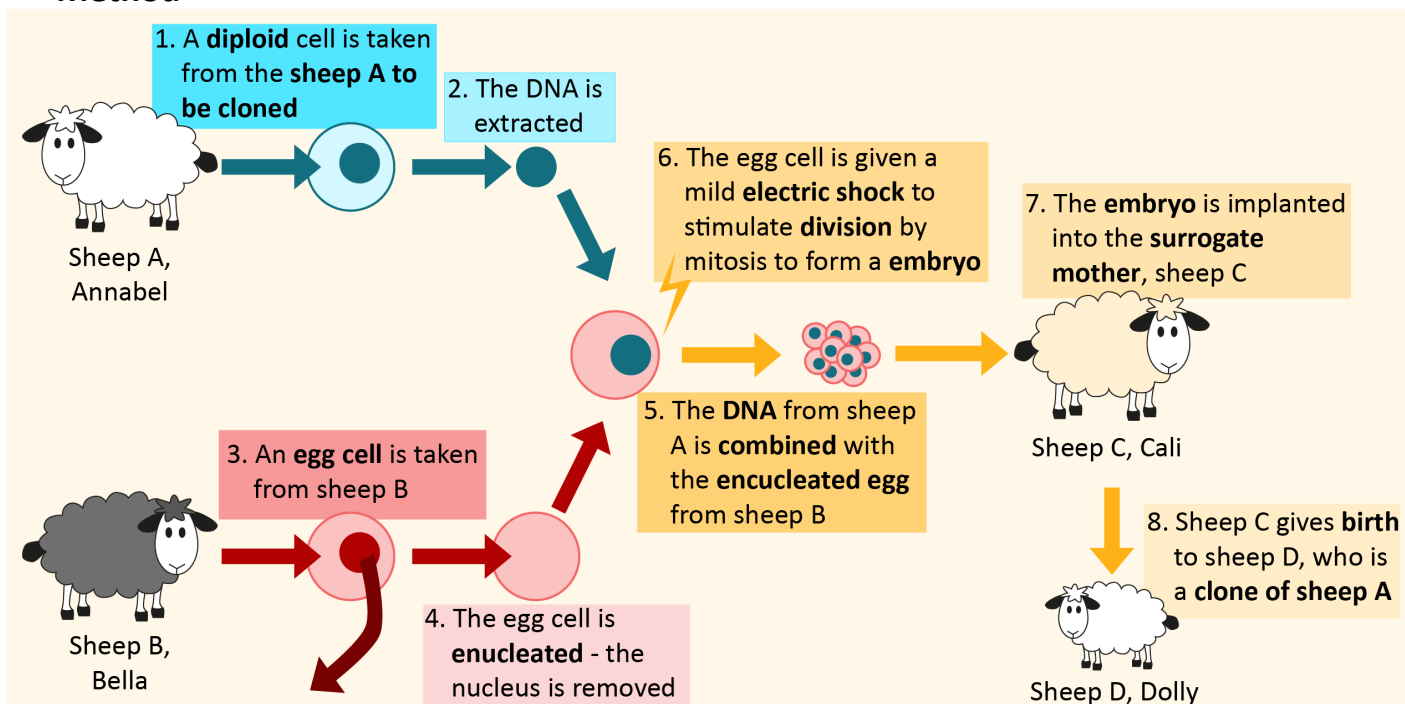 method
1. A diploid cell is taken
from the sheep A to
be cloned
2. The DNA is
extracted
Sheep A,
Annabel
3. An egg cell is taken
from sheep B
Sheep B,
Bella
4. The egg cell is
enucleated - the
nucleus is removed
5. The DNA from sheep
A is combined with
the encucleated egg
from sheep B
6. The egg cell is given a
mild electric shock to
stimulate division by
mitosis to form a embryo
7. The embryo is implanted
into the surrogate
mother, sheep C
Sheep C, Cali
8. Sheep C gives birth
to sheep D, who is
a clone of sheep A
Sheep D, Dolly